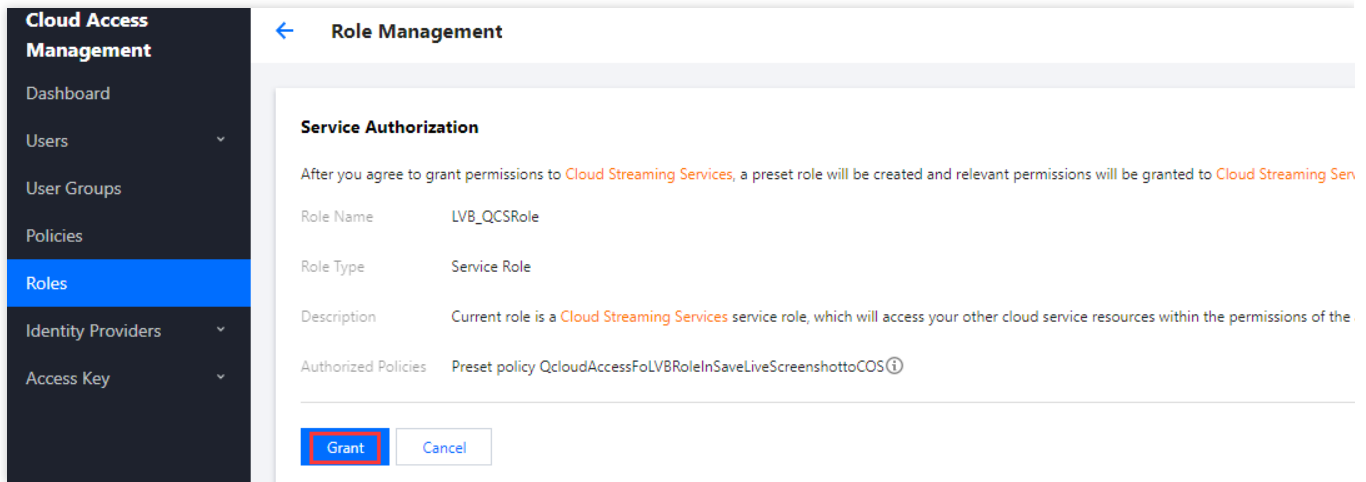 Cloud Access
Management
Dashboard
Users
User Groups
Policies
Roles
Identity Providers
Access Key
Role Management
Service Authorization
After you agree to grant permissions to Cloud Streaming Services, a preset role will be created and relevant permissions will be granted to Cloud Streaming Ser
Role Name LVB_QCSRole
Role Type Service Role
Description Current role is a Cloud Streaming Services service role, which will access your other cloud service resources within the permissions of the
Authorized Policies Preset policy QcloudAccessFoLVBRoleInSaveLiveScreenshottoCOS
Grant Cancel